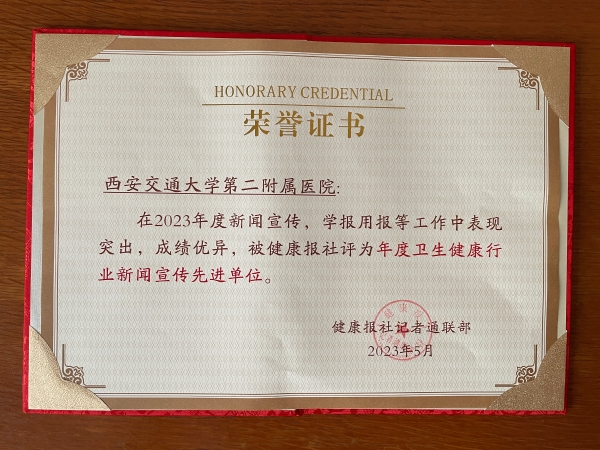 HONORARY CREDENTIAL
荣誉证书
西安交通大学第二附属医院:
在2023年度新闻宣传，学报用报等工作中表现
突出，成绩优异，被健康报社评为年度卫生健康行
业新闻宣传先进单位。
健康报社记者通联部
2023年5月